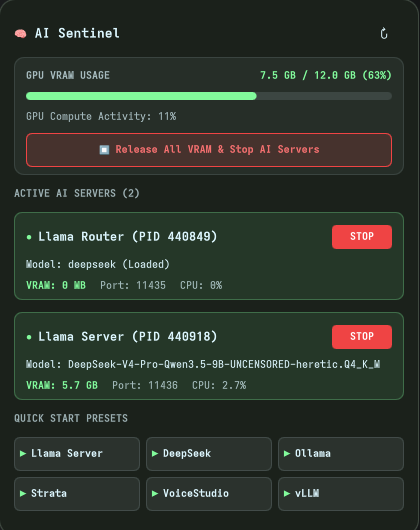 AI Sentinel
GPU VRAM USAGE 7.5 GB / 12.0 GB (63%)
GPU Compute Activity: 11%
Release All VRAM & Stop AI Servers
ACTIVE AI SERVERS (2)
Llama Router (PID 440849) STOP
Model: deepseek (Loaded)
VRAM: 0 MB Port: 11435 CPU: 0%
Llama Server (PID 440918) STOP
Model: DeepSeek-V4-Pro-Qwen3.5-9B-UNCENSORED-heretic.Q4_K_M
VRAM: 5.7 GB Port: 11436 CPU: 2.7%
QUICK START PRESETS
Llama Server DeepSeek Ollama
Strata VoiceStudio vLLM